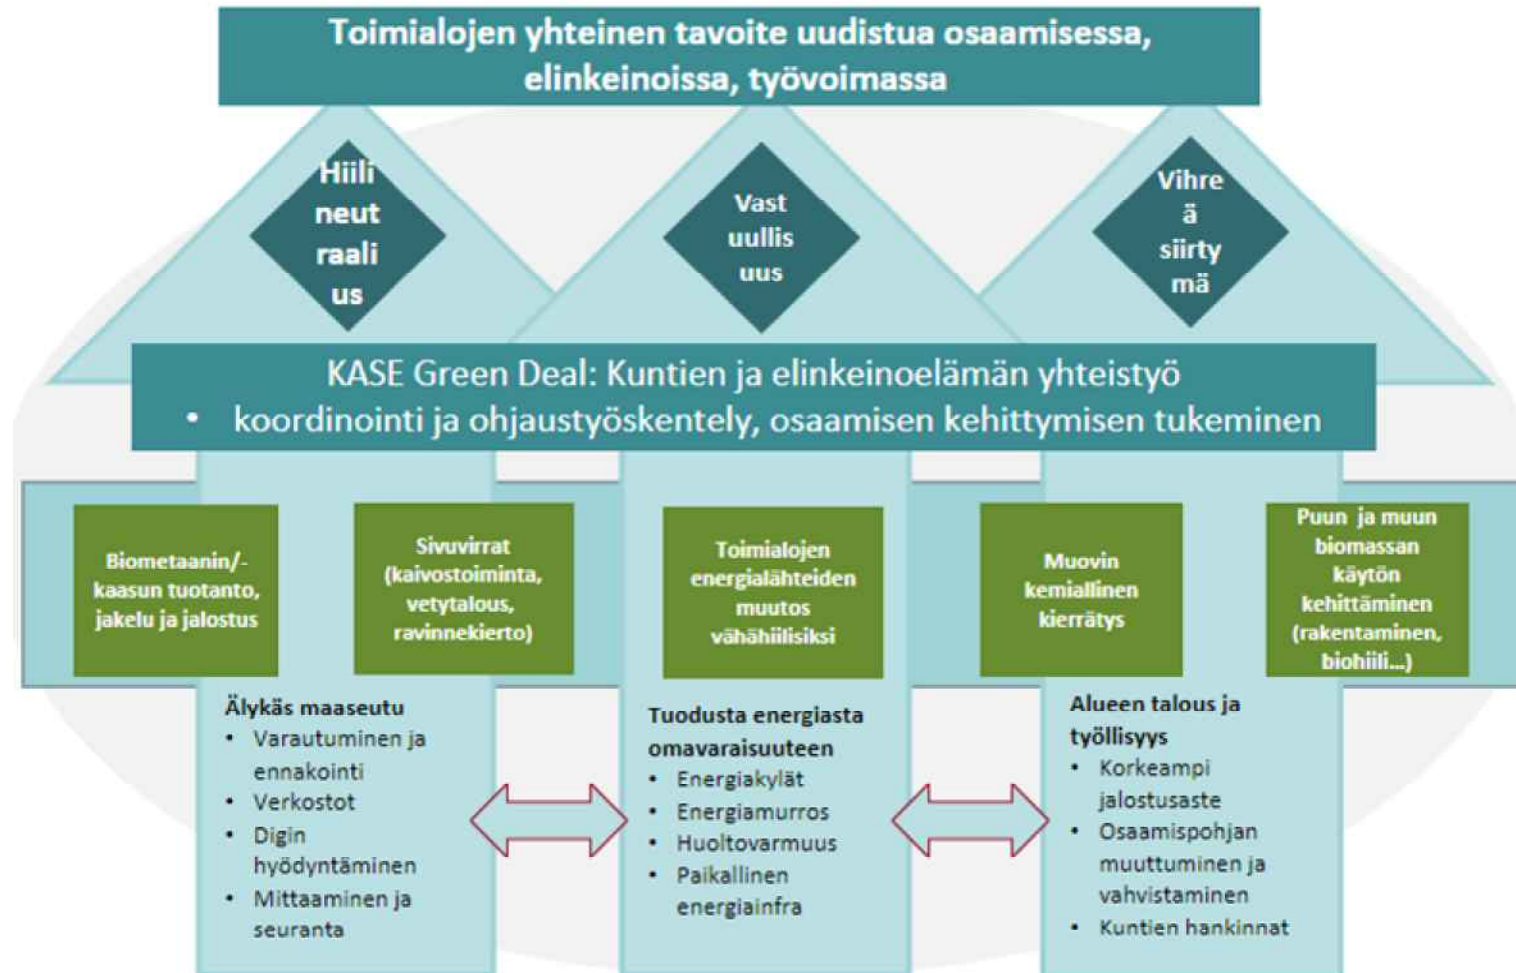 Toimialojen yhteinen tavoite uudistua osaamisessa,
elinkeinoissa, työvoimassa
Hiili
neut
raali
us
Vast
uullis
uus
Vihre
ä
siirty
mä
KASE Green Deal: Kuntien ja elinkeinoelämän yhteistyö
• koordinointi ja ohjaustyöskentely, osaamisen kehittymisen tukeminen
Biometaanin/-
kaasun tuotanto,
jakelu ja jalostus
Sivuvirrat
(kaivostoiminta,
vetytalous,
ravinnekierto)
Toimialojen
energialähteiden
muutos
vähähiilisiksi
Muovin
kemiallinen
kierrätys
Puun ja muun
biomassan
käytön
kehittäminen
(rakentaminen,
biohiili...)
Älykäs maaseutu
• Varautuminen ja
ennakointi
• Verkostot
• Digin
hyödyntäminen
• Mittaaminen ja
seuranta
Tuodusta energiasta
omavaraisuuteen
• Energiakylät
• Energiamurros
• Huoltovarmuus
• Paikallinen
energiainfra
Alueen talous ja
työllisyys
• Korkeampi
jalostusaste
• Osaamispohjan
muuttuminen ja
vahvistaminen
• Kuntien hankinnat